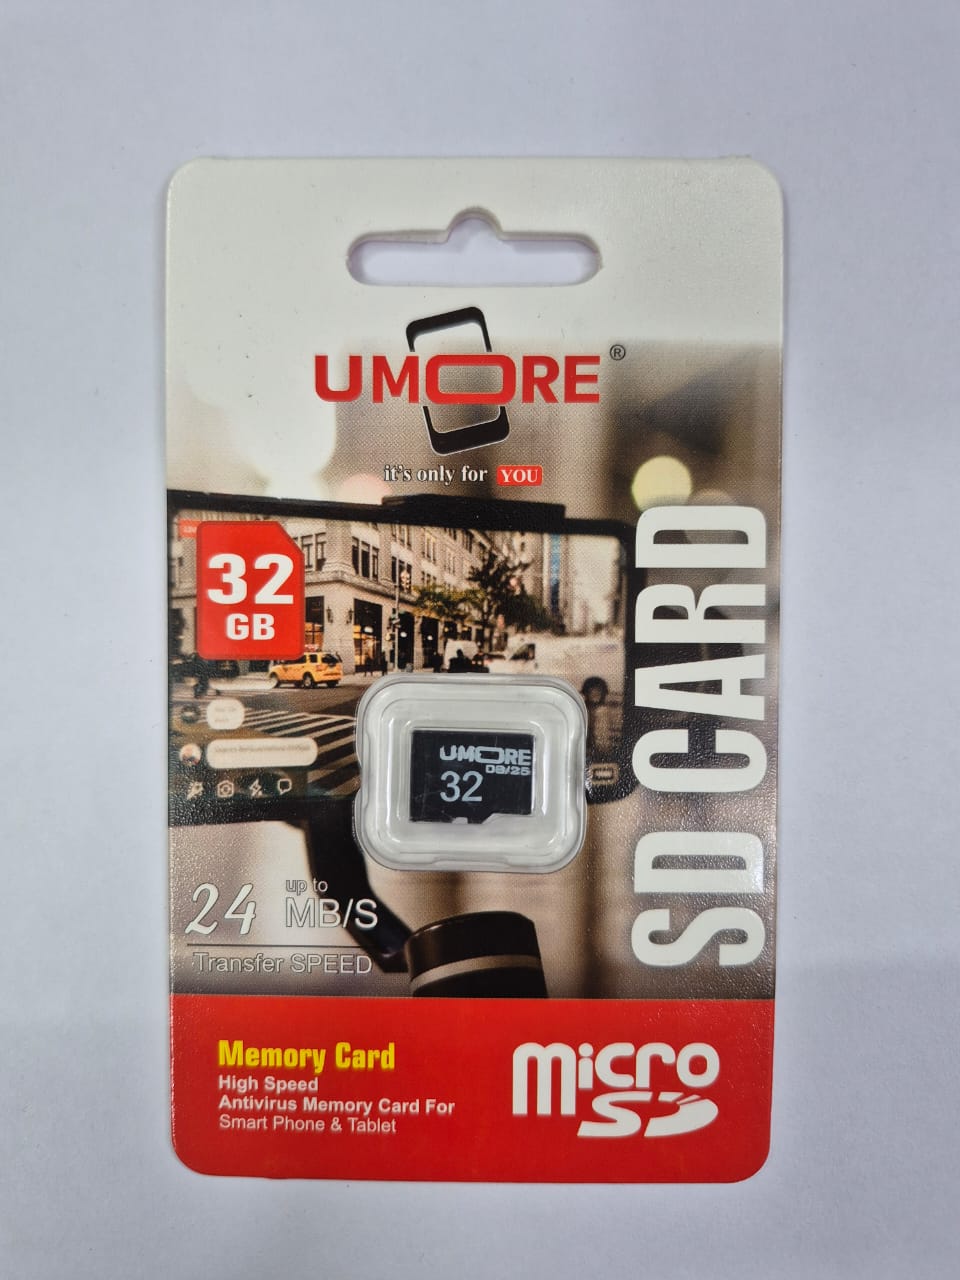 UMORE®
it's only for YOU
32
GB
SD CARD
UMORE
08/25
32
24 up to MB/S
Transfer SPEED
Memory Card
High Speed
Antivirus Memory Card For
Smart Phone & Tablet
micro
SD